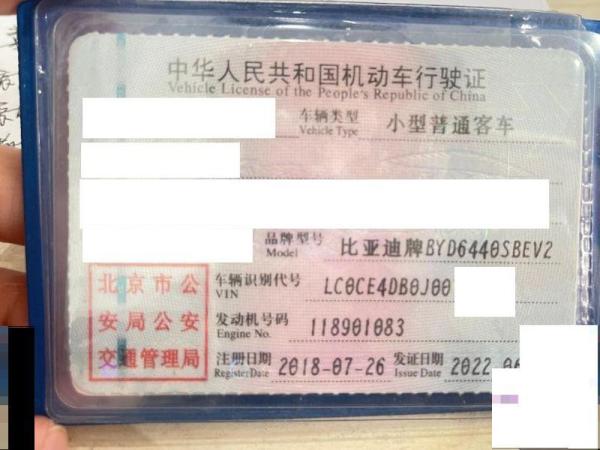 中华人民共和国机动车行驶证
Vehicle License of the People's Republic of China
车辆类型 小型普通客车
Vehicle Type
品牌型号 比亚迪牌BYD6440SBEV2
Model
北京市公
安局公安
交通管理局
车辆识别代号 LC0CE4DB0J00
VIN
发动机号码 118901083
Engine No.
注册日期 2018-07-26 发证日期 2022
Register Date Issue Date